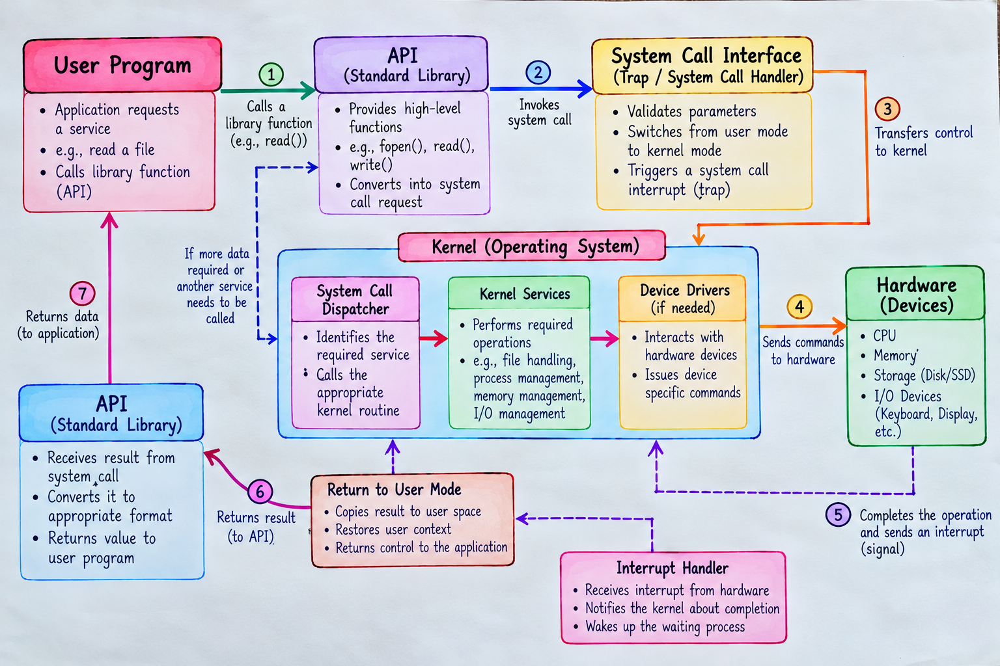 User Program
• Application requests
a service
• e.g., read a file
• Calls library function
(API)
1
Calls a
library function
(e.g., read())
API
(Standard Library)
• Provides high-level
functions
• e.g., fopen(), read(),
write()
• Converts into system
call request
2
Invokes
system call
System Call Interface
(Trap / System Call Handler)
• Validates parameters
• Switches from user mode
to kernel mode
• Triggers a system call
interrupt (trap)
3
Transfers control
to kernel
If more data
required or
another service
needs to be
called
Kernel (Operating System)
System Call
Dispatcher
• Identifies the
required service
• Calls the
appropriate
kernel routine
Kernel Services
• Performs required
operations
• e.g., file handling,
process management,
memory management,
I/O management
Device Drivers
(if needed)
• Interacts with
hardware devices
• Issues device
specific commands
4
Sends commands
to hardware
Hardware
(Devices)
• CPU
• Memory
• Storage (Disk/SSD)
• I/O Devices
(Keyboard, Display,
etc.)
5
Completes the operation
and sends an interrupt
(signal)
Interrupt Handler
• Receives interrupt from hardware
• Notifies the kernel about completion
• Wakes up the waiting process
Return to User Mode
• Copies result to user space
• Restores user context
• Returns control to the application
6
Returns result
(to API)
API
(Standard Library)
• Receives result from
system call
• Converts it to
appropriate format
• Returns value to
user program
7
Returns data
(to application)